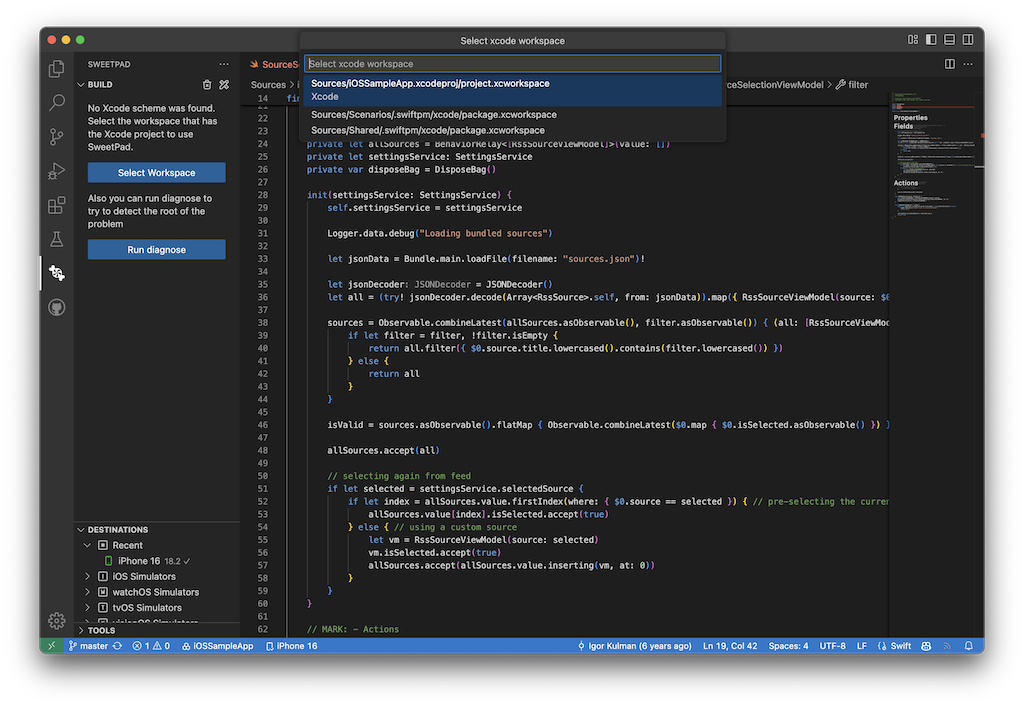 Select xcode workspace
Select xcode workspace
Sources/iOSSampleApp.xcodeproj/project.xcworkspace
Xcode
Sources/Scenarios/.swiftpm/xcode/package.xcworkspace
Sources/Shared/.swiftpm/xcode/package.xcworkspace
SWEETPAD ···
BUILD
No Xcode scheme was found.
Select the workspace that has
the Xcode project to use
SweetPad.
Select Workspace
Also you can run diagnose to
try to detect the root of the
problem
Run diagnose
DESTINATIONS
Recent
iPhone 16 18.2 ✓
iOS Simulators
watchOS Simulators
tvOS Simulators
visionOS Simulators
TOOLS
Sources
rceSelectionViewModel > filter
14
21
22
23
24 private let allSources = BehaviorRelay<[RssSourceViewModel]>(value: [])
25 private let settingsService: SettingsService
26 private var disposeBag = DisposeBag()
27
28 init(settingsService: SettingsService) {
29 self.settingsService = settingsService
30
31 Logger.data.debug("Loading bundled sources")
32
33 let jsonData = Bundle.main.loadFile(filename: "sources.json")!
34
35 let jsonDecoder: JSONDecoder = JSONDecoder()
36 let all = (try! jsonDecoder.decode(Array<RssSource>.self, from: jsonData)).map({ RssSourceViewModel(source: $0
37
38 sources = Observable.combineLatest(allSources.asObservable(), filter.asObservable()) { (all: [RssSourceViewMod
39 if let filter = filter, !filter.isEmpty {
40 return all.filter({ $0.source.title.lowercased().contains(filter.lowercased()) })
41 } else {
42 return all
43 }
44 }
45
46 isValid = sources.asObservable().flatMap { Observable.combineLatest($0.map { $0.isSelected.asObservable() }) }
47
48 allSources.accept(all)
49
50 // selecting again from feed
51 if let selected = settingsService.selectedSource {
52 if let index = allSources.value.firstIndex(where: { $0.source == selected }) { // pre-selecting the curren
53 allSources.value[index].isSelected.accept(true)
54 } else { // using a custom source
55 let vm = RssSourceViewModel(source: selected)
56 vm.isSelected.accept(true)
57 allSources.accept(allSources.value.inserting(vm, at: 0))
58 }
59 }
60 }
61
62 // MARK: - Actions
Properties
Fields
Actions
master 1 0 iOSSampleApp iPhone 16 Igor Kulman (6 years ago) Ln 19, Col 42 Spaces: 4 UTF-8 LF Swift